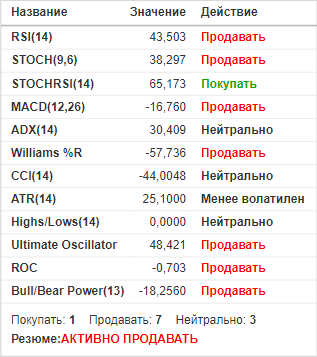 Название Значение Действие
RSI(14) 43,503 Продавать
STOCH(9,6) 38,297 Продавать
STOCHRSI(14) 65,173 Покупать
MACD(12,26) -16,760 Продавать
ADX(14) 30,409 Нейтрально
Williams %R -57,736 Продавать
CCI(14) -44,0048 Нейтрально
ATR(14) 25,1000 Менее волатилен
Highs/Lows(14) 0,0000 Нейтрально
Ultimate Oscillator 48,421 Продавать
ROC -0,703 Продавать
Bull/Bear Power(13) -18,2560 Продавать
Покупать: 1 Продавать: 7 Нейтрально: 3
Резюме:АКТИВНО ПРОДАВАТЬ